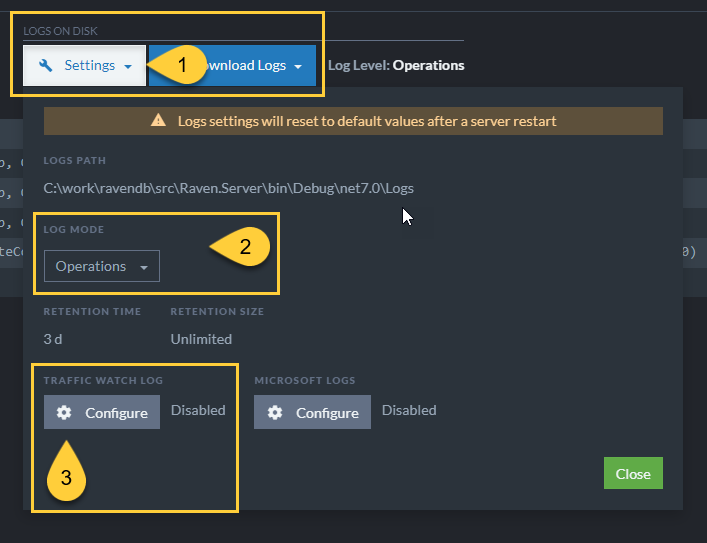 LOGS ON DISK
Settings 1 wnload Logs Log Level: Operations
Logs settings will reset to default values after a server restart
LOGS PATH
C:\work\ravendb\src\Raven.Server\bin\Debug\net7.0\Logs
LOG MODE
2
Operations
RETENTION TIME RETENTION SIZE
3 d Unlimited
TRAFFIC WATCH LOG MICROSOFT LOGS
Configure Disabled Configure Disabled
3
Close